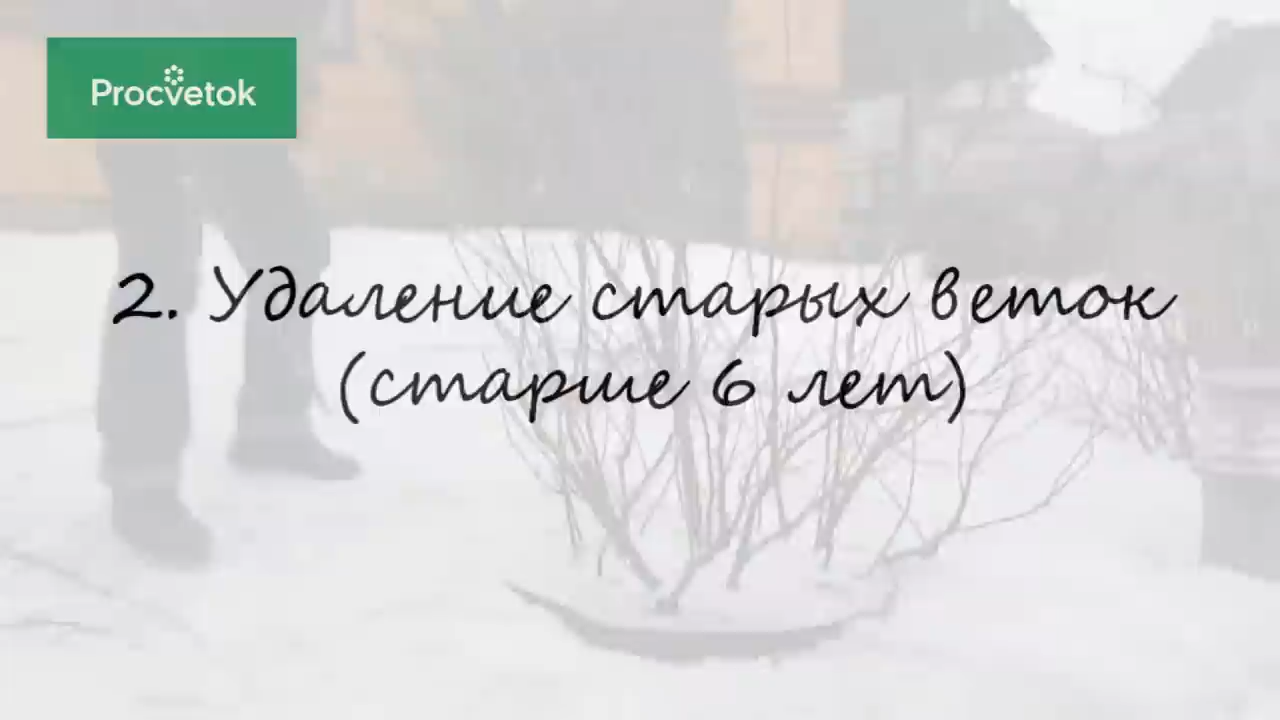 Procvetok
2. Удаление старых веток
(старше 6 лет)